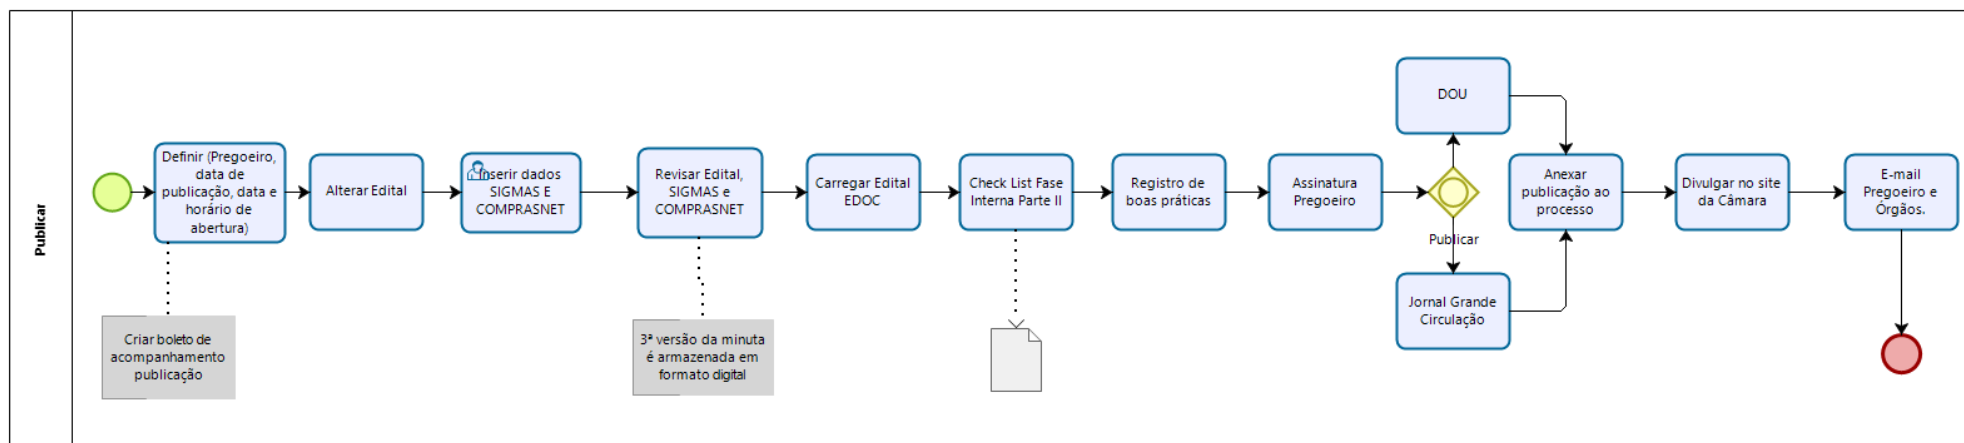 Publicar
Definir (Pregoeiro,
data de
publicação, data e
horário de
abertura)
Criar boleto de
acompanhamento
publicação
Alterar Edital
Inserir dados
SIGMAS E
COMPRASNET
Revisar Edital,
SIGMAS e
COMPRASNET
3ª versão da minuta
é armazenada em
formato digital
Carregar Edital
EDOC
Check List Fase
Interna Parte II
Registro de
boas práticas
Assinatura
Pregoeiro
Publicar
DOU
Jornal Grande
Circulação
Anexar
publicação ao
processo
Divulgar no site
da Câmara
E-mail
Pregoeiro e
Órgãos.